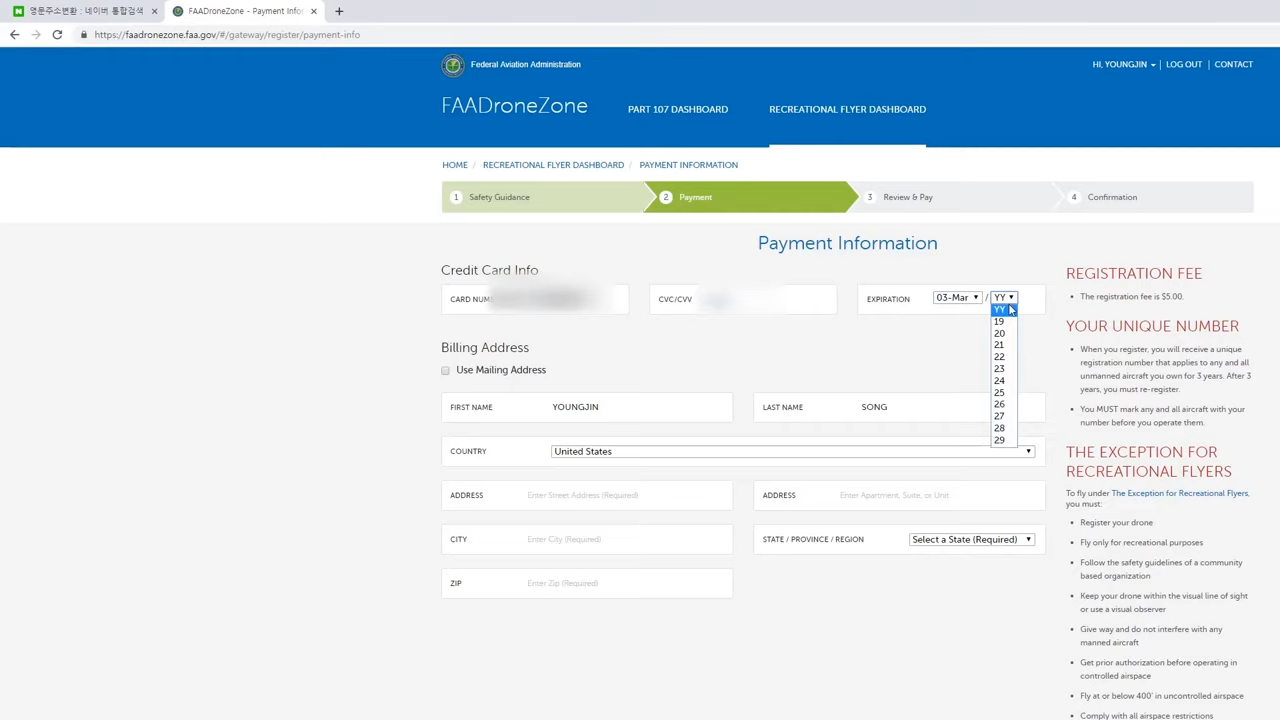 영문주소변환 : 네이버 통합검색
FAADroneZone - Payment Infor
https://faadronezone.faa.gov/#/gateway/register/payment-info
Federal Aviation Administration
HI, YOUNGJIN | LOG OUT | CONTACT
FAADroneZone
PART 107 DASHBOARD
RECREATIONAL FLYER DASHBOARD
HOME / RECREATIONAL FLYER DASHBOARD / PAYMENT INFORMATION
1 Safety Guidance
2 Payment
3 Review & Pay
4 Confirmation
Payment Information
Credit Card Info
CARD NUM
CVC/CVV
EXPIRATION
03-Mar / YY
YY
19
20
21
22
23
24
25
26
27
28
29
Billing Address
Use Mailing Address
FIRST NAME YOUNGJIN
LAST NAME SONG
COUNTRY United States
ADDRESS Enter Street Address (Required)
ADDRESS Enter Apartment, Suite, or Unit
CITY Enter City (Required)
STATE / PROVINCE / REGION Select a State (Required)
ZIP Enter Zip (Required)
REGISTRATION FEE
The registration fee is $5.00.
YOUR UNIQUE NUMBER
When you register, you will receive a unique
registration number that applies to any and all
unmanned aircraft you own for 3 years. After 3
years, you must re-register.
You MUST mark any and all aircraft with your
number before you operate them.
THE EXCEPTION FOR
RECREATIONAL FLYERS
To fly under The Exception for Recreational Flyers,
you must:
Register your drone
Fly only for recreational purposes
Follow the safety guidelines of a community
based organization
Keep your drone within the visual line of sight
or use a visual observer
Give way and do not interfere with any
manned aircraft
Get prior authorization before operating in
controlled airspace
Fly at or below 400' in uncontrolled airspace
Comply with all airspace restrictions